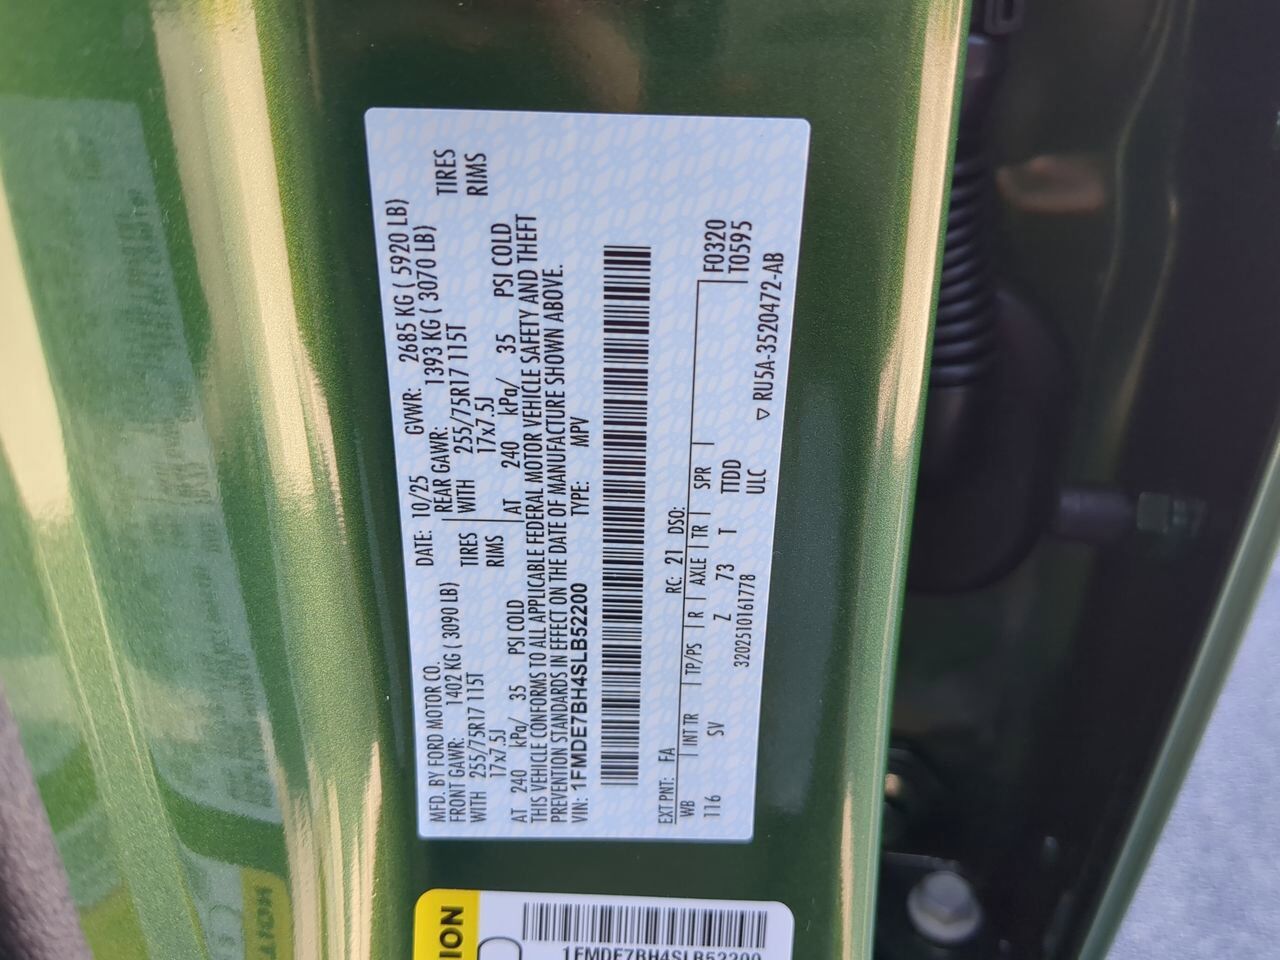 MFD. BY FORD MOTOR CO.
DATE: 10/25 GVWR: 2685 KG ( 5920 LB)
FRONT GAWR: 1402 KG ( 3090 LB)
REAR GAWR: 1393 KG ( 3070 LB)
WITH 255/75R17 115T TIRES
WITH 255/75R17 115T TIRES
17x7.5J RIMS
17x7.5J RIMS
AT 240 kPa/ 35 PSI COLD
AT 240 kPa/ 35 PSI COLD
THIS VEHICLE CONFORMS TO ALL APPLICABLE FEDERAL MOTOR VEHICLE SAFETY AND THEFT
PREVENTION STANDARDS IN EFFECT ON THE DATE OF MANUFACTURE SHOWN ABOVE.
VIN: 1FMDE7BH4SLB52200 TYPE: MPV
EXT PNT: FA RC: 21 DSO: F0320
WB INT TR TP/PS R AXLE TR SPR T0595
116 SV Z 73 T TIDD
3202510161778 ULC
▽ RU5A-3520472-AB
ION
1FMDE7BH4SLB52200